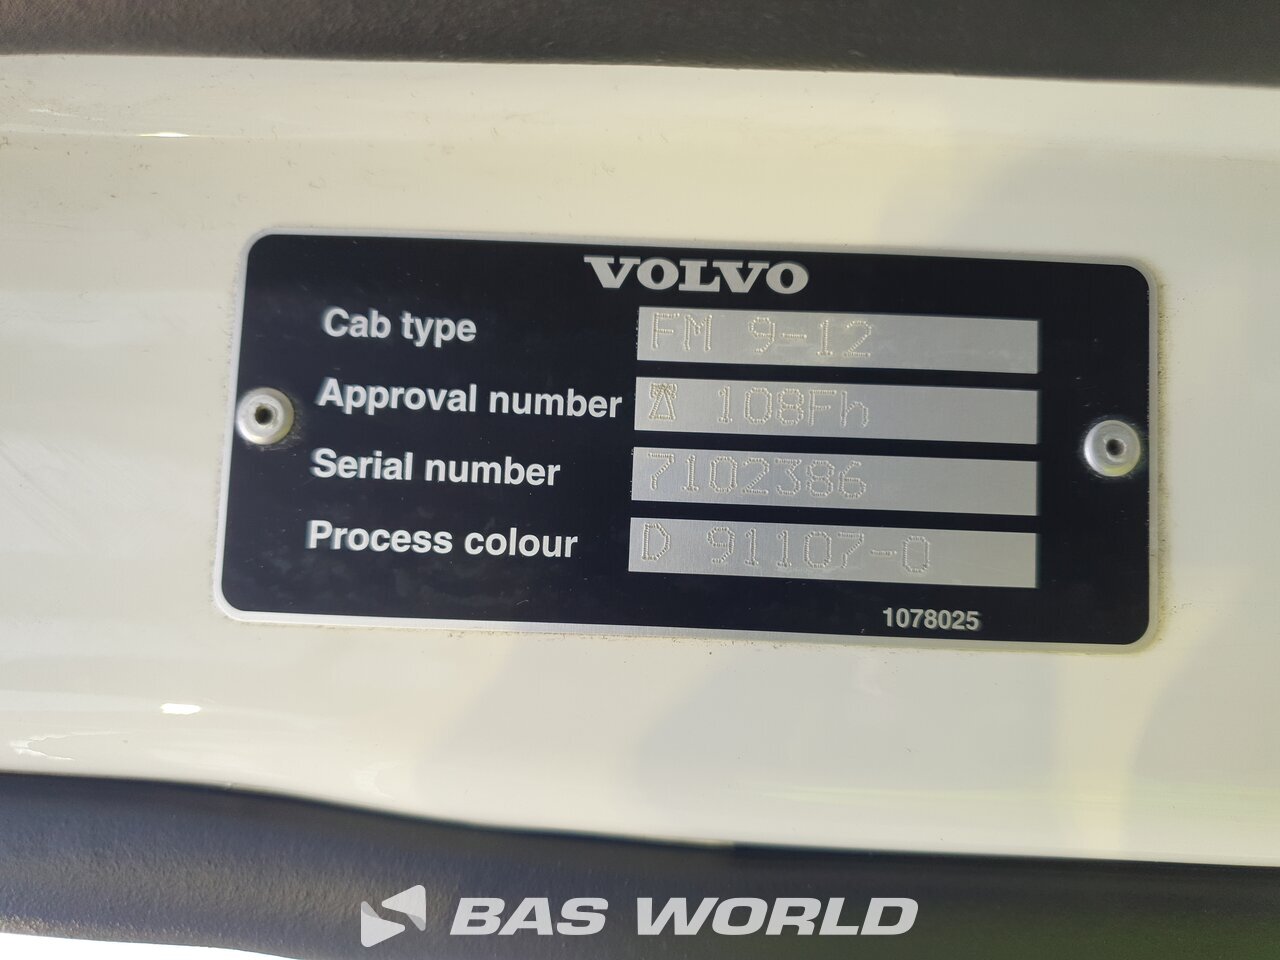 VOLVO
Cab type FM 9-12
Approval number 108Fh
Serial number 7102386
Process colour D 91107-0
1078025
BAS WORLD